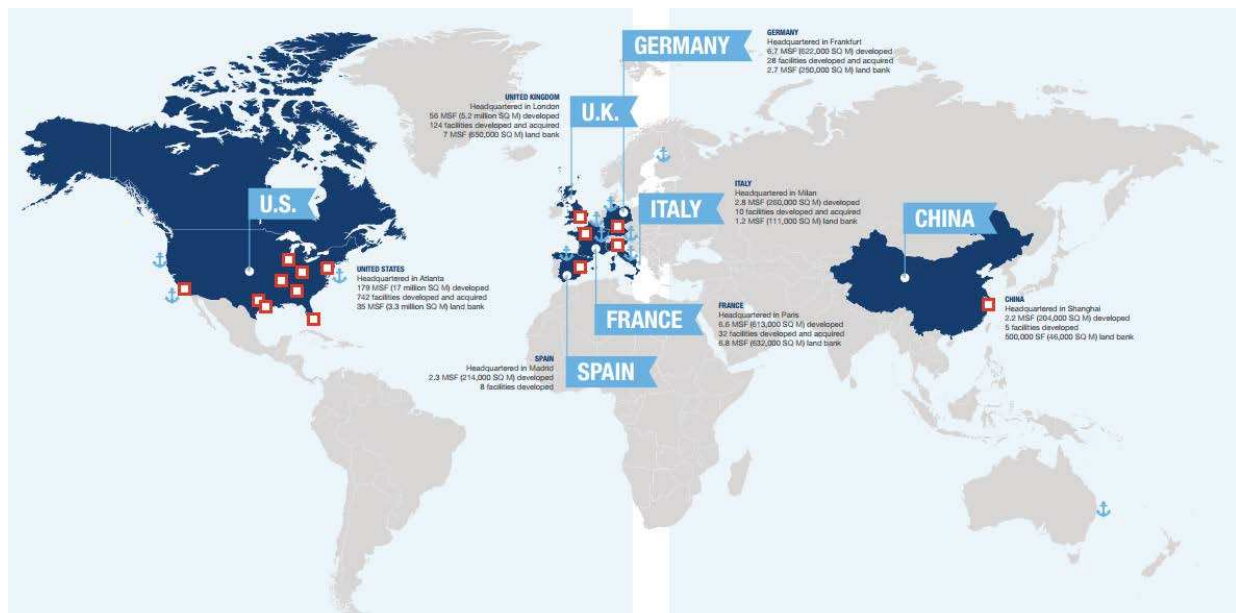 GERMANY
GERMANY
Headquartered in Frankfurt
6.7 MSF (622,000 SQ M) developed
28 facilities developed and acquired
2.7 MSF (250,000 SQ M) land bank
U.K.
UNITED KINGDOM
Headquartered in London
56 MSF (5.2 million SQ M) developed
124 facilities developed and acquired
7 MSF (650,000 SQ M) land bank
U.S.
UNITED STATES
Headquartered in Atlanta
179 MSF (17 million SQ M) developed
742 facilities developed and acquired
35 MSF (3.3 million SQ M) land bank
ITALY
ITALY
Headquartered in Milan
2.8 MSF (260,000 SQ M) developed
10 facilities developed and acquired
1.2 MSF (111,000 SQ M) land bank
CHINA
CHINA
Headquartered in Shanghai
2.2 MSF (204,000 SQ M) developed
5 facilities developed
500,000 SF (46,000 SQ M) land bank
FRANCE
FRANCE
Headquartered in Paris
6.6 MSF (613,000 SQ M) developed
32 facilities developed and acquired
6.8 MSF (632,000 SQ M) land bank
SPAIN
SPAIN
Headquartered in Madrid
2.3 MSF (214,000 SQ M) developed
8 facilities developed